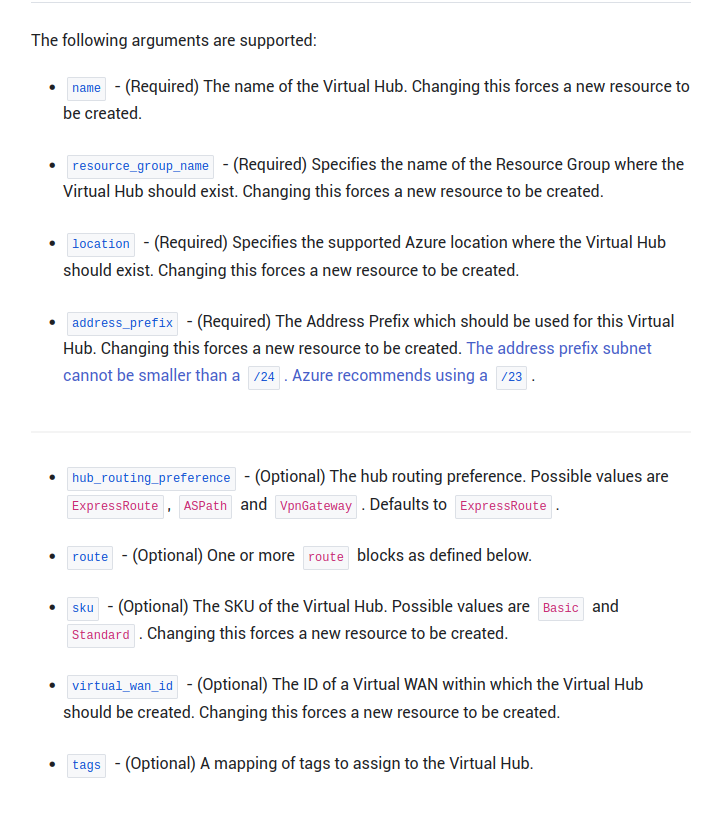 The following arguments are supported:
• name - (Required) The name of the Virtual Hub. Changing this forces a new resource to
be created.
• resource_group_name - (Required) Specifies the name of the Resource Group where the
Virtual Hub should exist. Changing this forces a new resource to be created.
• location - (Required) Specifies the supported Azure location where the Virtual Hub
should exist. Changing this forces a new resource to be created.
• address_prefix - (Required) The Address Prefix which should be used for this Virtual
Hub. Changing this forces a new resource to be created. The address prefix subnet
cannot be smaller than a /24 . Azure recommends using a /23 .
• hub_routing_preference - (Optional) The hub routing preference. Possible values are
ExpressRoute , ASPath and VpnGateway . Defaults to ExpressRoute .
• route - (Optional) One or more route blocks as defined below.
• sku - (Optional) The SKU of the Virtual Hub. Possible values are Basic and
Standard . Changing this forces a new resource to be created.
• virtual_wan_id - (Optional) The ID of a Virtual WAN within which the Virtual Hub
should be created. Changing this forces a new resource to be created.
• tags - (Optional) A mapping of tags to assign to the Virtual Hub.